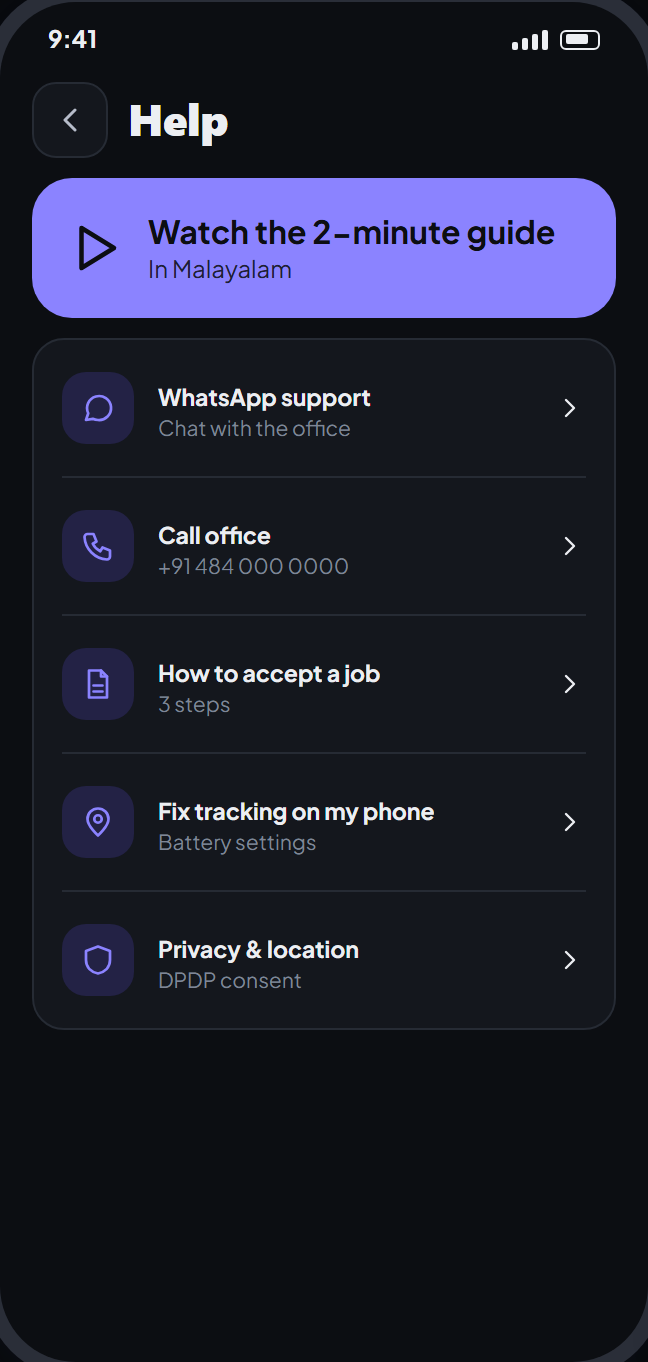 9:41
Help
Watch the 2-minute guide
In Malayalam
WhatsApp support
Chat with the office
Call office
+91 484 000 0000
How to accept a job
3 steps
Fix tracking on my phone
Battery settings
Privacy & location
DPDP consent